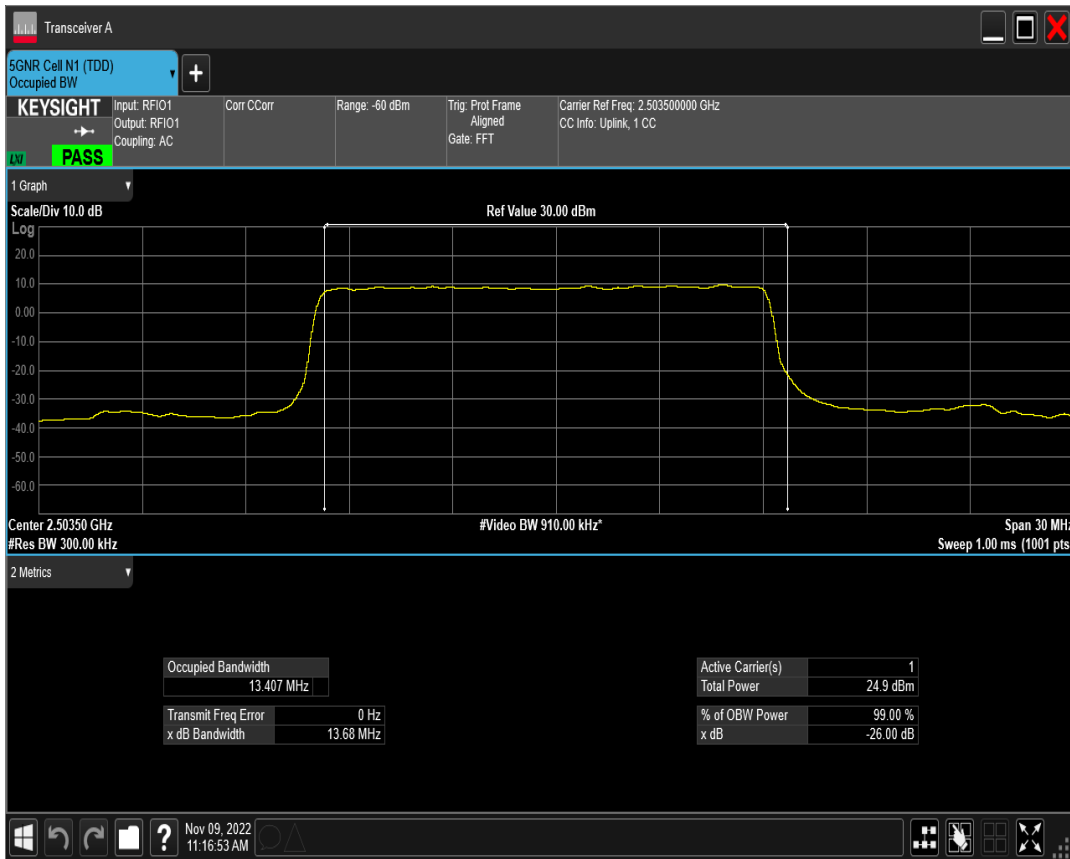 Transceiver A
5GNR Cell N1 (TDD)
Occupied BW
+
KEYSIGHT
LXI
PASS
Input: RFIO1
Output: RFIO1
Coupling: AC
Corr CCorr
Range: -60 dBm
Trig: Prot Frame
Aligned
Gate: FFT
Carrier Ref Freq: 2.503500000 GHz
CC Info: Uplink, 1 CC
1 Graph
Scale/Div 10.0 dB
Ref Value 30.00 dBm
Log
20.0
10.0
0.00
-10.0
-20.0
-30.0
-40.0
-50.0
-60.0
Center 2.50350 GHz
#Video BW 910.00 kHz*
Span 30 MHz
#Res BW 300.00 kHz
Sweep 1.00 ms (1001 pts
2 Metrics
Occupied Bandwidth
13.407 MHz
Transmit Freq Error 0 Hz
x dB Bandwidth 13.68 MHz
Active Carrier(s) 1
Total Power 24.9 dBm
% of OBW Power 99.00 %
x dB -26.00 dB
?
Nov 09, 2022
11:16:53 AM